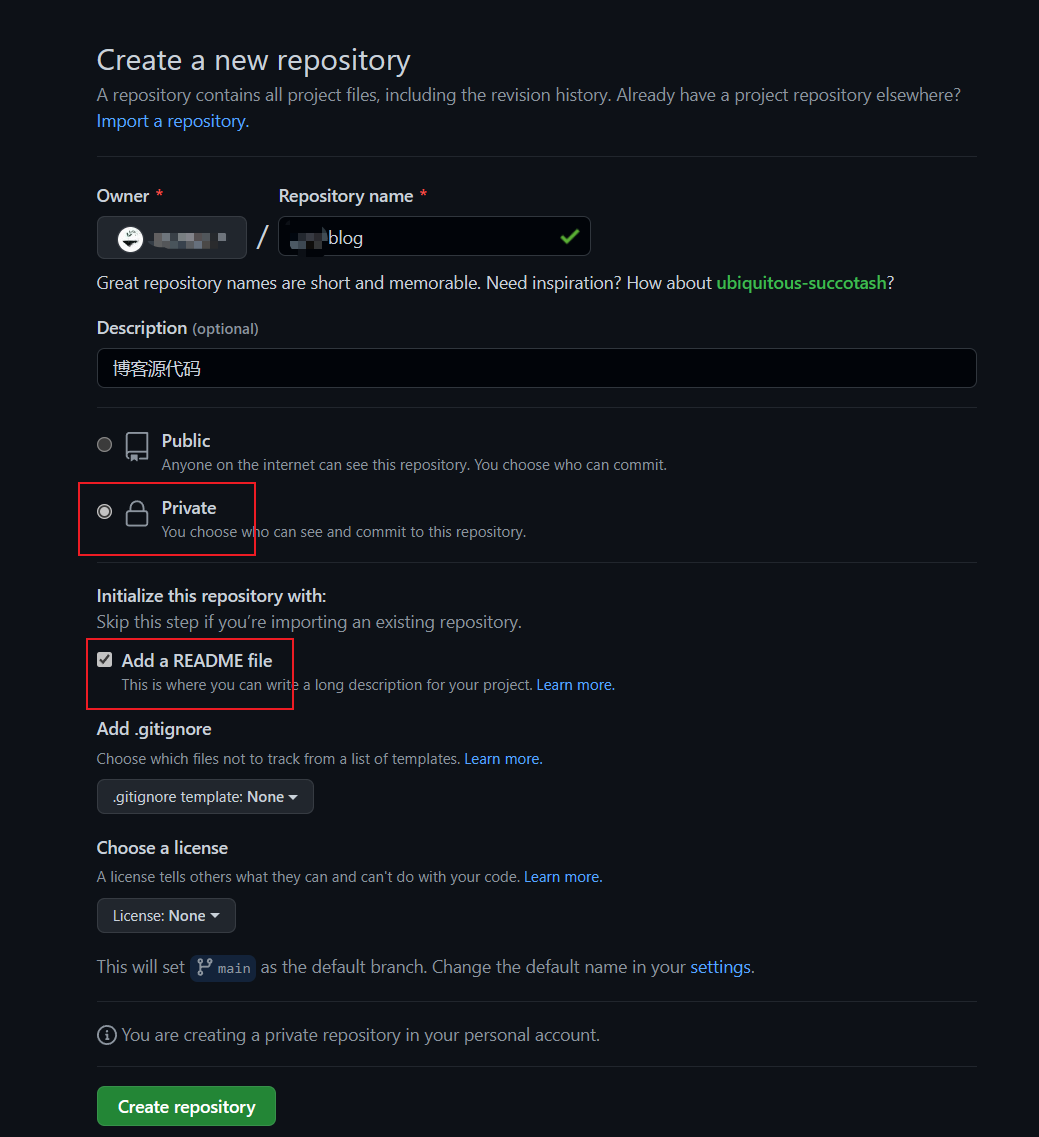 Create a new repository
A repository contains all project files, including the revision history. Already have a project repository elsewhere?
Import a repository.
Owner *
Repository name *
/
blog
Great repository names are short and memorable. Need inspiration? How about ubiquitous-succotash?
Description (optional)
博客源代码
Public
Anyone on the internet can see this repository. You choose who can commit.
Private
You choose who can see and commit to this repository.
Initialize this repository with:
Skip this step if you're importing an existing repository.
Add a README file
This is where you can write a long description for your project. Learn more.
Add .gitignore
Choose which files not to track from a list of templates. Learn more.
.gitignore template: None
Choose a license
A license tells others what they can and can't do with your code. Learn more.
License: None
This will set main as the default branch. Change the default name in your settings.
You are creating a private repository in your personal account.
Create repository